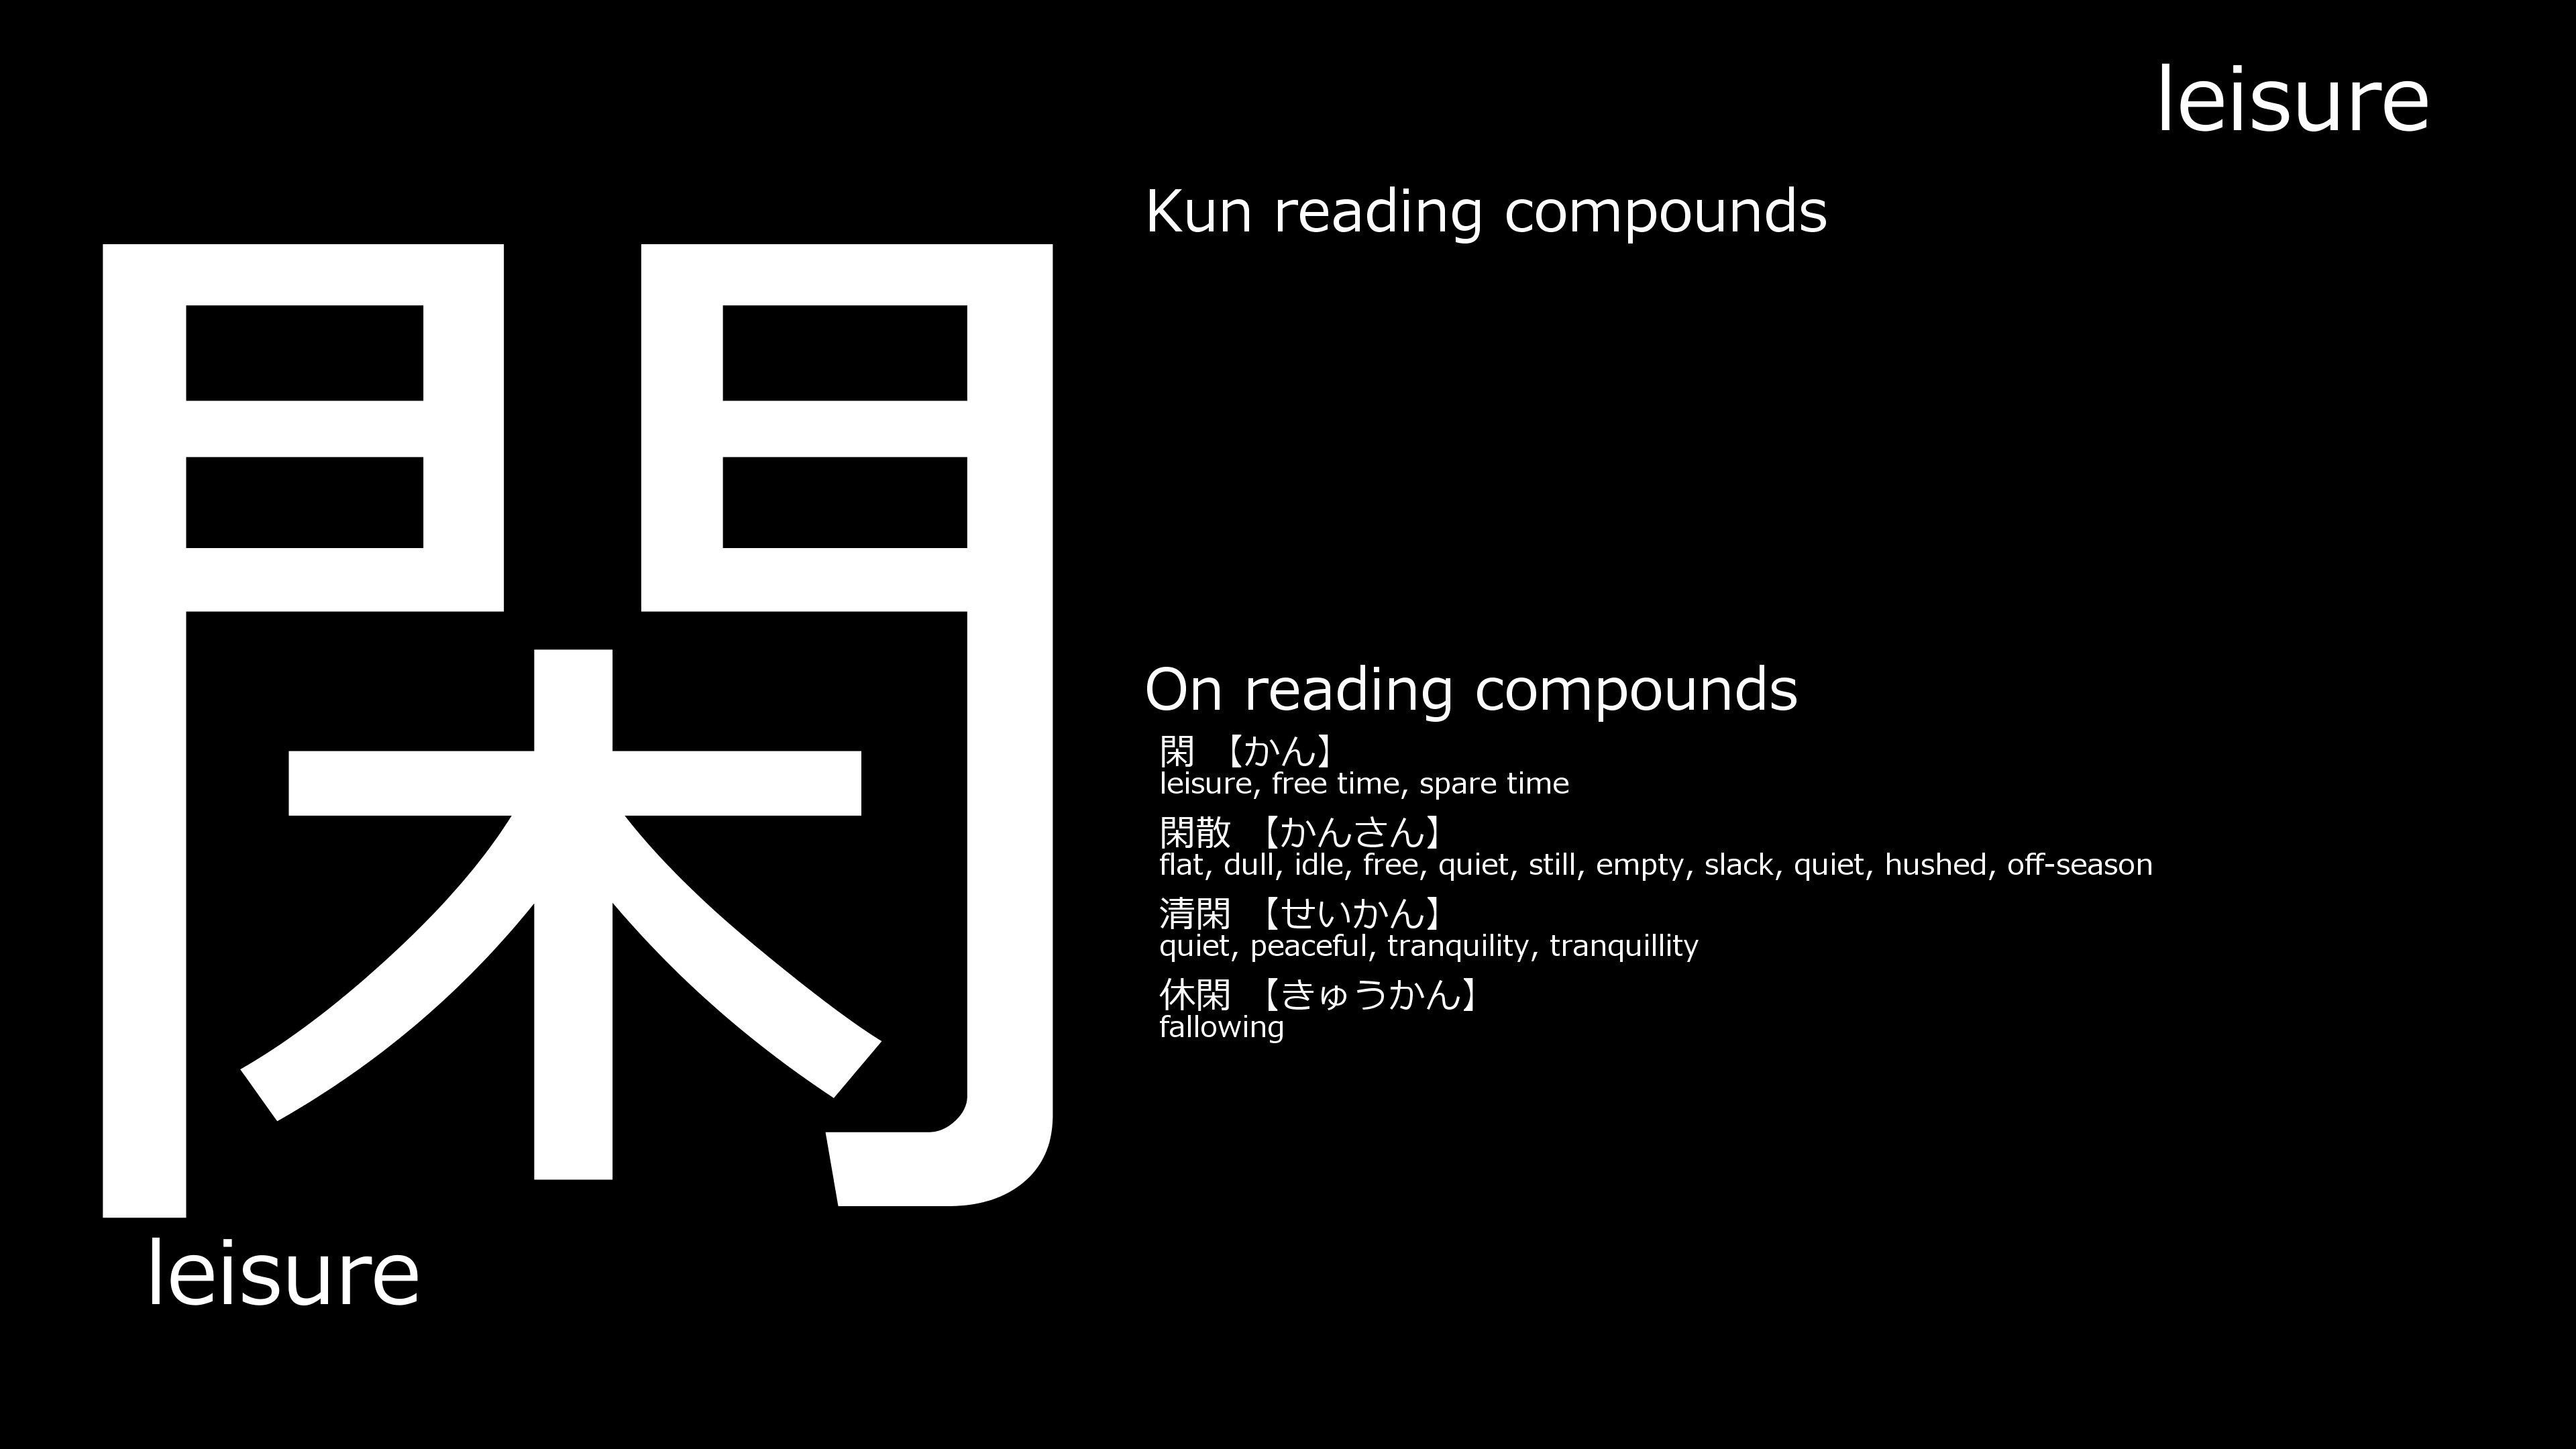 leisure
Kun reading compounds
閑
On reading compounds
閑 【かん】
leisure, free time, spare time
閑散 【かんさん】
flat, dull, idle, free, quiet, still, empty, slack, quiet, hushed, off-season
清閑 【せいかん】
quiet, peaceful, tranquility, tranquillity
休閑 【きゅうかん】
fallowing
leisure